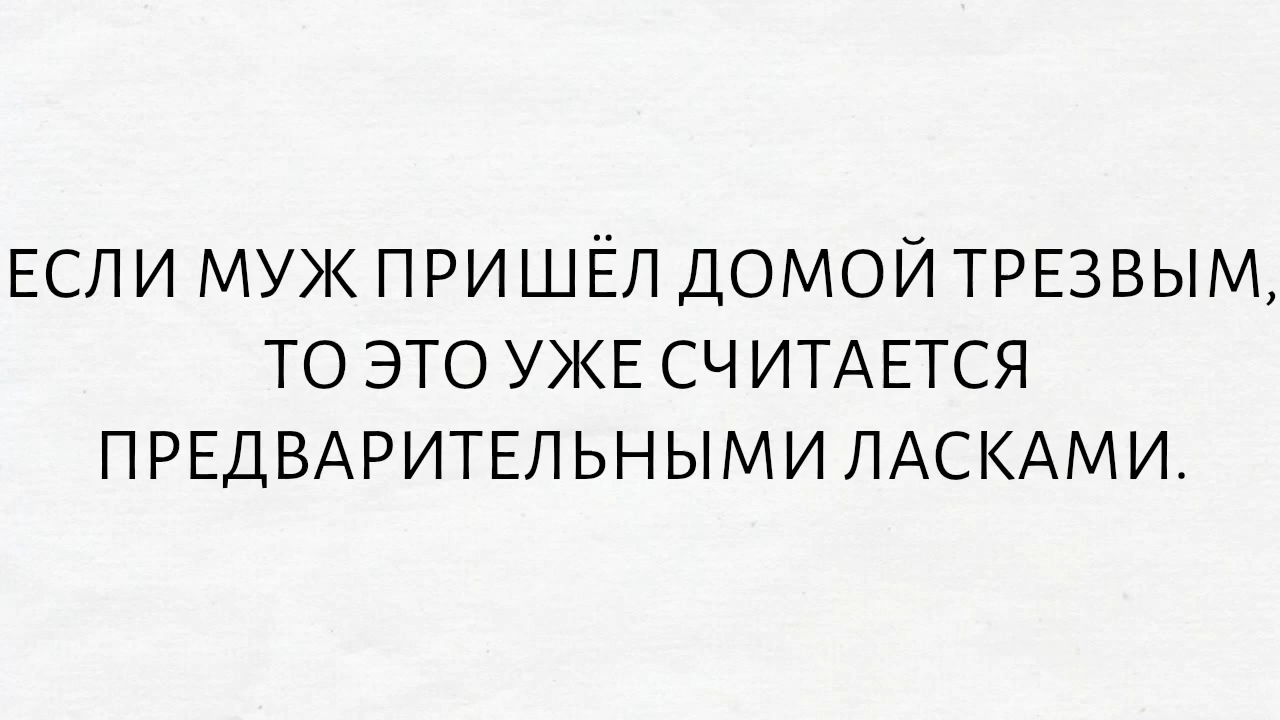 ЕСЛИ МУЖ ПРИШЁЛ ДОМОЙ ТРЕЗВЫМ,
ТО ЭТО УЖЕ СЧИТАЕТСЯ
ПРЕДВАРИТЕЛЬНЫМИ ЛАСКАМИ.